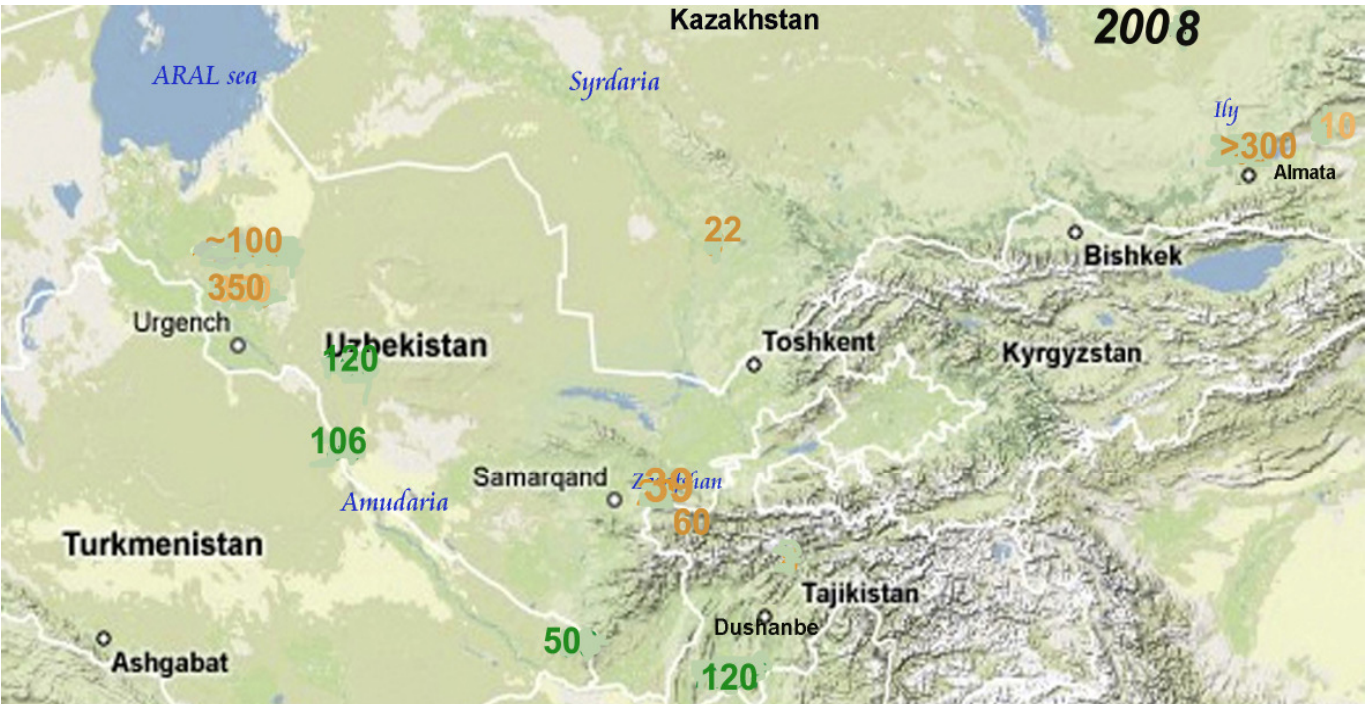 Kazakhstan
2008
ARAL sea
Syrdaria
Ily
10
>300
Almata
~100
22
Bishkek
350
Urgench
Uzbekistan
120
Toshkent
Kyrgyzstan
106
Samarqand
39
Amudaria
60
Turkmenistan
Tajikistan
Dushanbe
50
Ashgabat
120